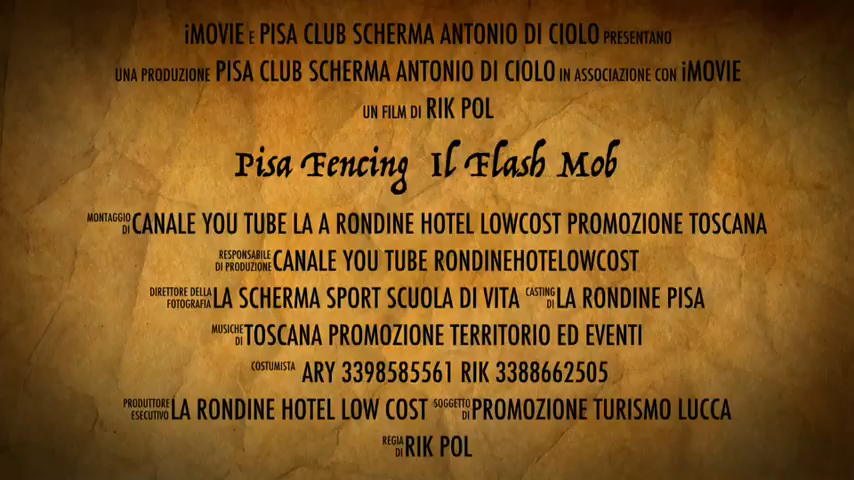 iMOVIE E PISA CLUB SCHERMA ANTONIO DI CIOLO PRESENTANO
UNA PRODUZIONE PISA CLUB SCHERMA ANTONIO DI CIOLO IN ASSOCIAZIONE CON iMOVIE
UN FILM DI RIK POL
Pisa Fencing Il Flash Mob
MONTAGGIO DI CANALE YOU TUBE LA A RONDINE HOTEL LOWCOST PROMOZIONE TOSCANA
RESPONSABILE DI PRODUZIONE CANALE YOU TUBE RONDINEHOTELOWCOST
DIRETTORE DELLA FOTOGRAFIA LA SCHERMA SPORT SCUOLA DI VITA CASTING DI LA RONDINE PISA
MUSICHE DI TOSCANA PROMOZIONE TERRITORIO ED EVENTI
COSTUMISTA ARY 3398585561 RIK 3388662505
PRODUTTORE ESECUTIVO LA RONDINE HOTEL LOW COST SOGGETTO DI PROMOZIONE TURISMO LUCCA
REGIA DI RIK POL